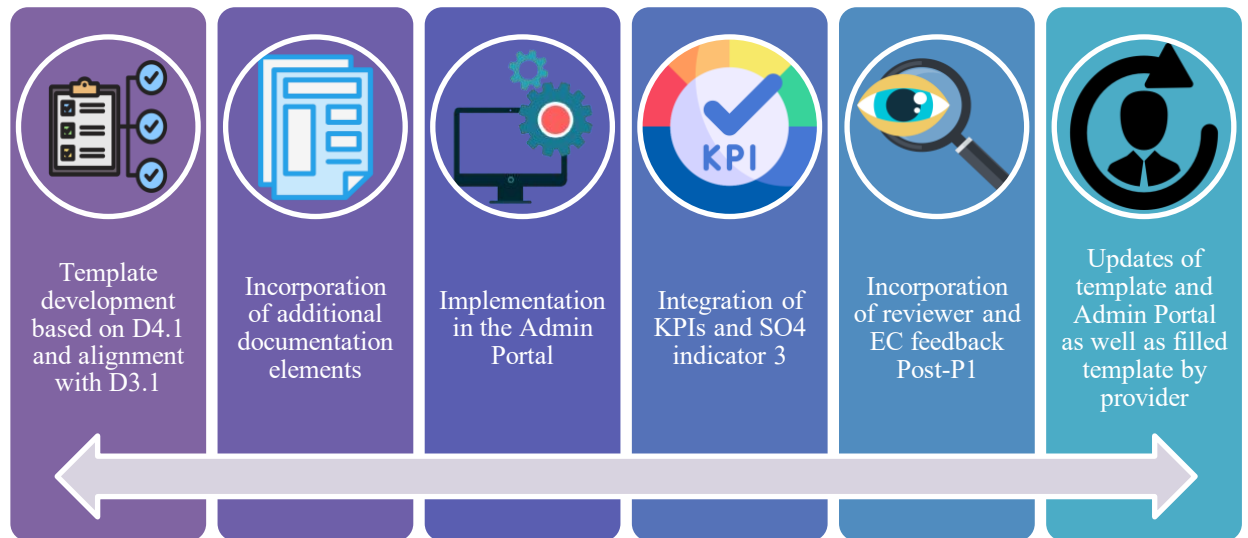 KPI
Template
development
based on D4.1
and alignment
with D3.1
Incorporation
of additional
documentation
elements
Implementation
in the Admin
Portal
Integration of
KPIs and SO4
indicator 3
Incorporation
of reviewer and
EC feedback
Post-P1
Updates of
template and
Admin Portal
as well as filled
template by
provider